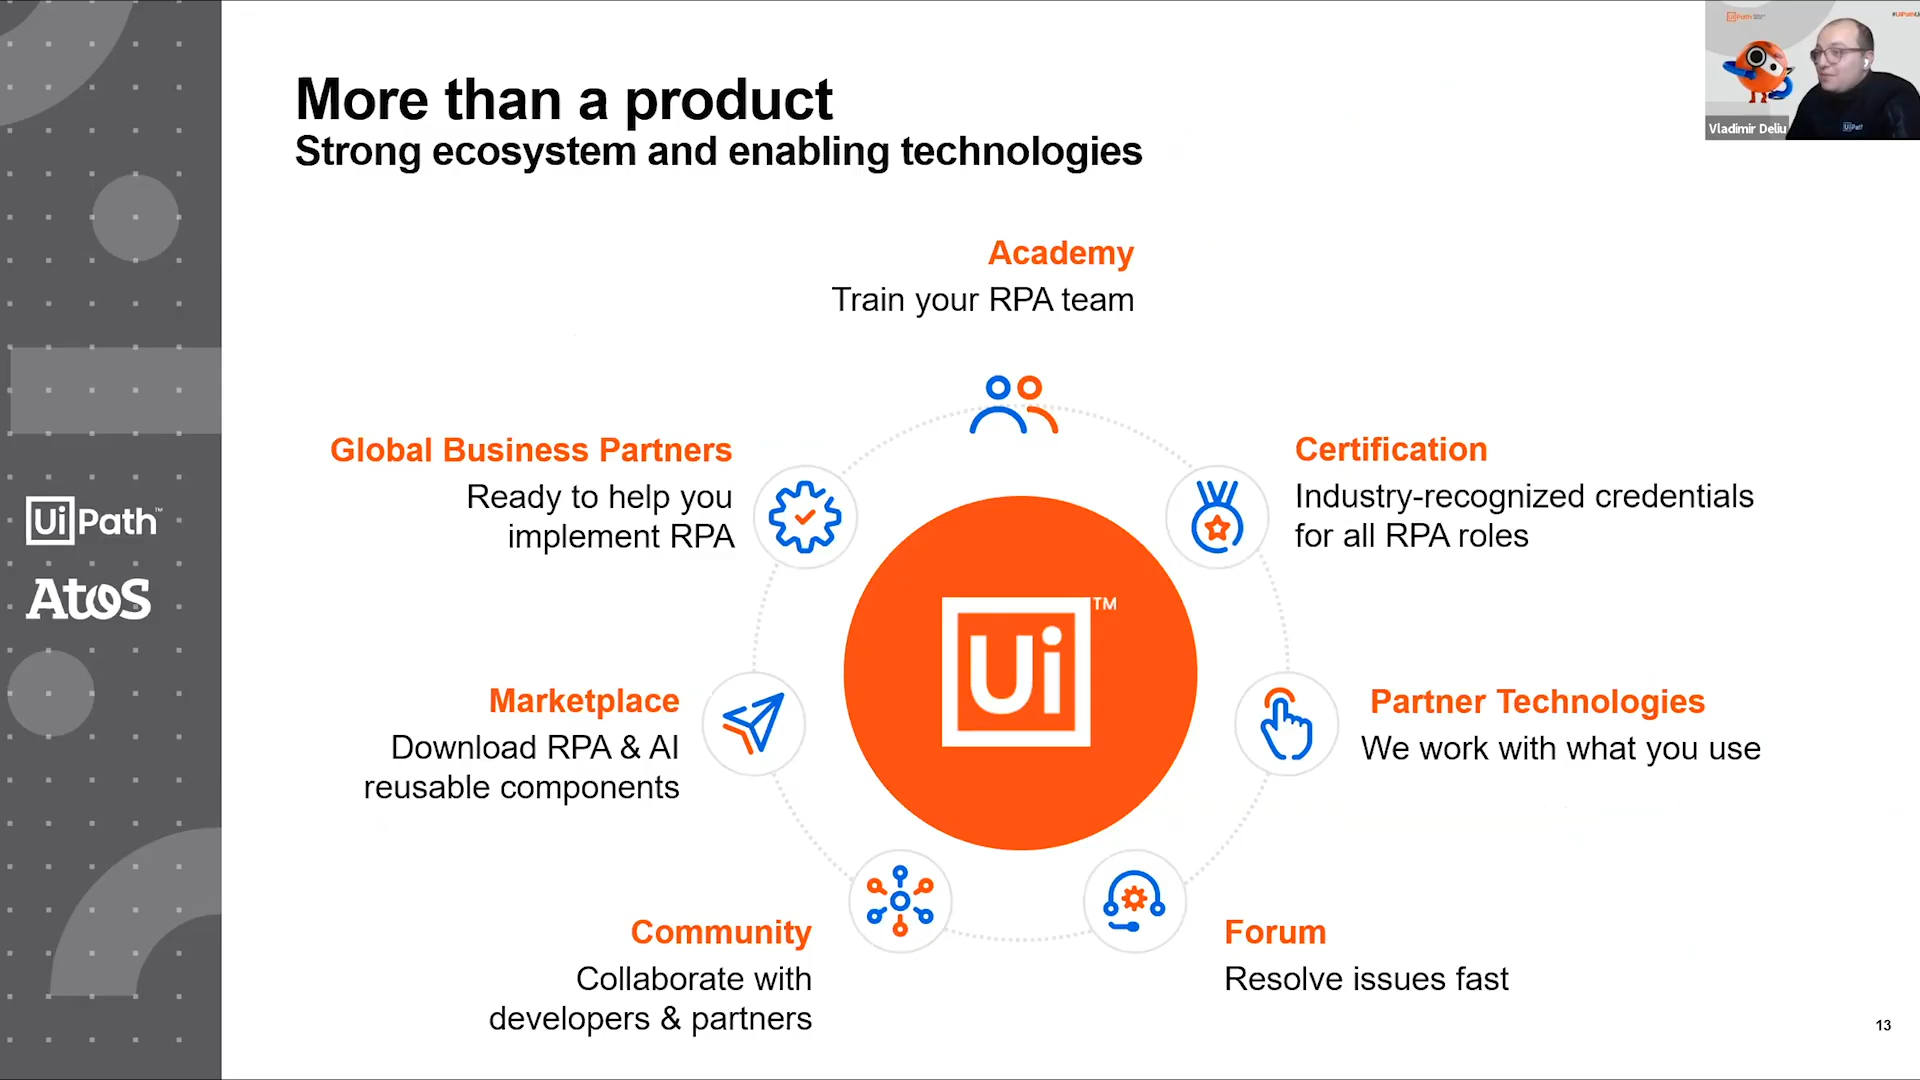 More than a product
Strong ecosystem and enabling technologies
Academy
Train your RPA team
Global Business Partners
Ready to help you
implement RPA
Certification
Industry-recognized credentials
for all RPA roles
Marketplace
Download RPA & AI
reusable components
Partner Technologies
We work with what you use
Community
Collaborate with
developers & partners
Forum
Resolve issues fast
Ui TM
UiPath™
Atos
Vladimir Deliu
UiPath
13